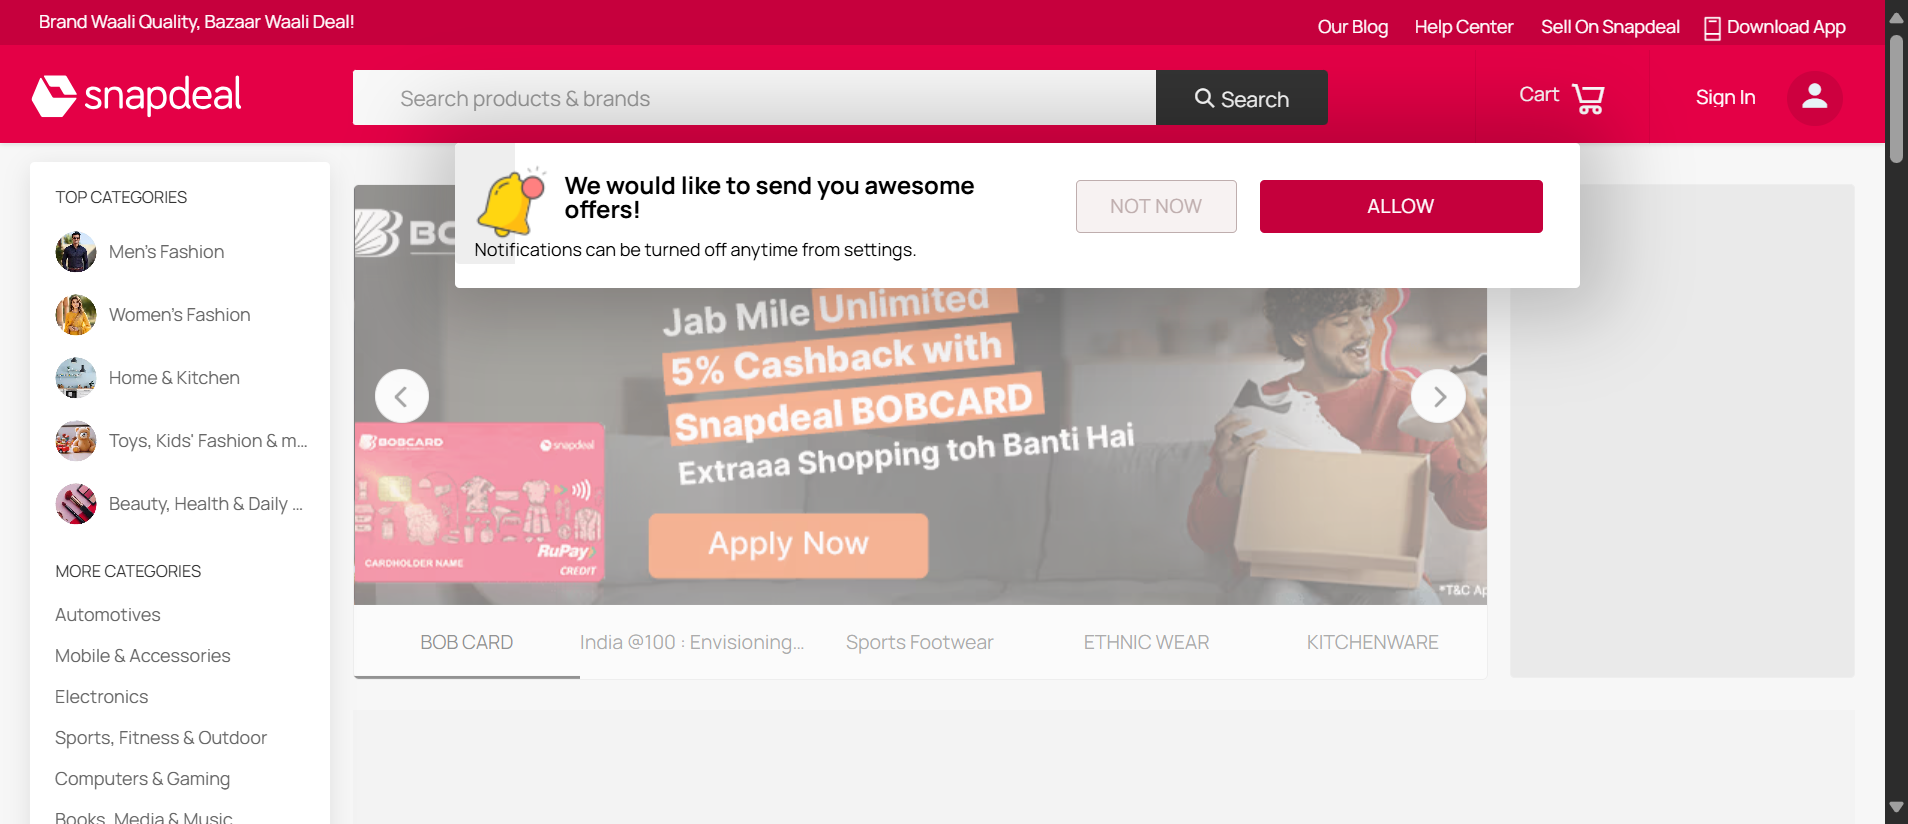 Brand Waali Quality, Bazaar Waali Deal!
Our Blog
Help Center
Sell On Snapdeal
Download App
snapdeal
Search products & brands
Search
Cart
Sign In
We would like to send you awesome
offers!
Notifications can be turned off anytime from settings.
NOT NOW
ALLOW
TOP CATEGORIES
Men's Fashion
Women's Fashion
Home & Kitchen
Toys, Kids' Fashion & m...
Beauty, Health & Daily ...
MORE CATEGORIES
Automotives
Mobile & Accessories
Electronics
Sports, Fitness & Outdoor
Computers & Gaming
Books, Media & Music
Jab Mile Unlimited
5% Cashback with
Snapdeal BOBCARD
Extraaa Shopping toh Banti Hai
BOBCARD
snapdeal
CARDHOLDER NAME
RuPay
CREDIT
Apply Now
*T&C
BOB CARD
India @100 : Envisioning...
Sports Footwear
ETHNIC WEAR
KITCHENWARE